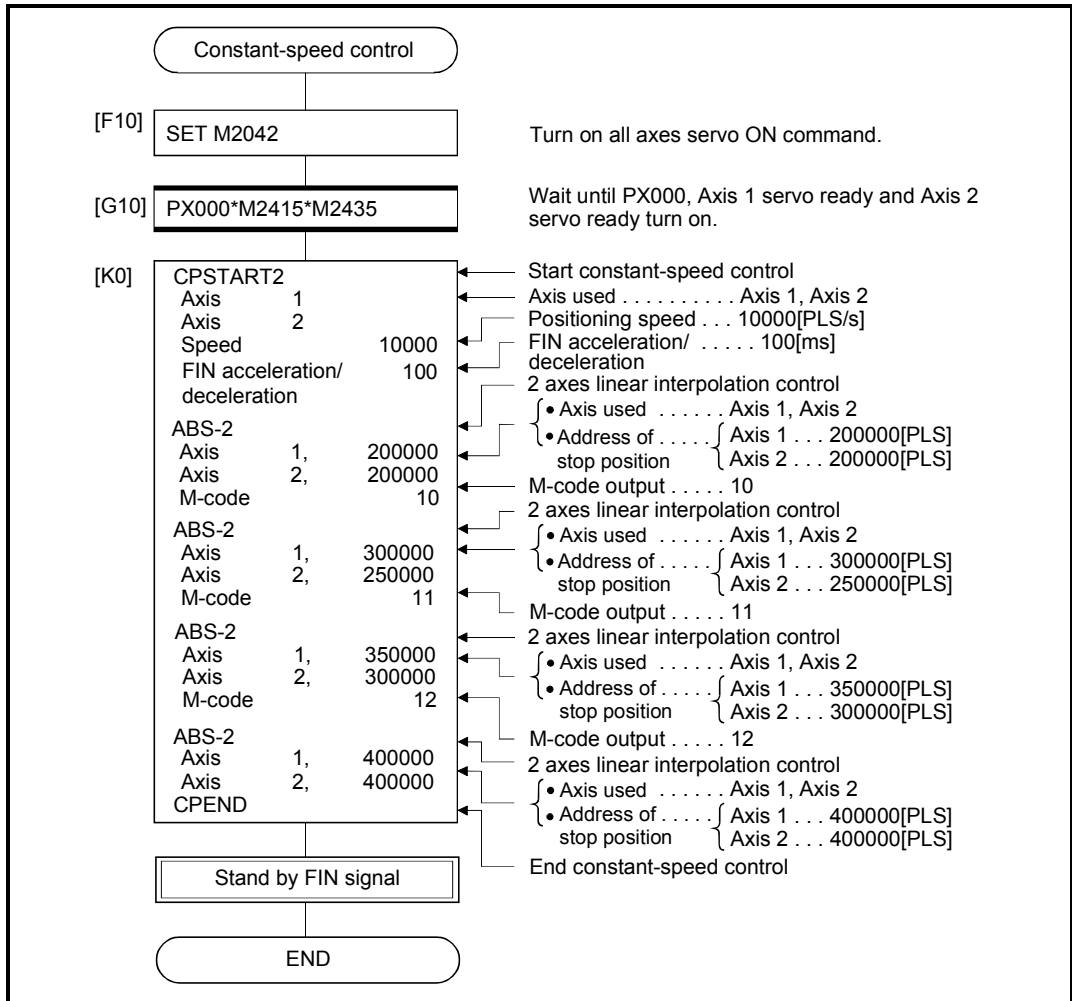 Constant-speed control
[F10]
SET M2042
Turn on all axes servo ON command.
[G10]
PX000*M2415*M2435
Wait until PX000, Axis 1 servo ready and Axis 2
servo ready turn on.
[K0]
CPSTART2
Axis 1
Axis 2
Speed 10000
FIN acceleration/ 100
deceleration
ABS-2
Axis 1, 200000
Axis 2, 200000
M-code 10
ABS-2
Axis 1, 300000
Axis 2, 250000
M-code 11
ABS-2
Axis 1, 350000
Axis 2, 300000
M-code 12
ABS-2
Axis 1, 400000
Axis 2, 400000
CPEND
Start constant-speed control
Axis used . . . . . . . . . . Axis 1, Axis 2
Positioning speed . . . 10000[PLS/s]
FIN acceleration/ . . . . . 100[ms]
deceleration
2 axes linear interpolation control
• Axis used . . . . . . Axis 1, Axis 2
• Address of . . . . . Axis 1 . . . 200000[PLS]
stop position Axis 2 . . . 200000[PLS]
M-code output . . . . . 10
2 axes linear interpolation control
• Axis used . . . . . . Axis 1, Axis 2
• Address of . . . . . Axis 1 . . . 300000[PLS]
stop position Axis 2 . . . 250000[PLS]
M-code output . . . . . 11
2 axes linear interpolation control
• Axis used . . . . . . Axis 1, Axis 2
• Address of . . . . . Axis 1 . . . 350000[PLS]
stop position Axis 2 . . . 300000[PLS]
M-code output . . . . . 12
2 axes linear interpolation control
• Axis used . . . . . . Axis 1, Axis 2
• Address of . . . . . Axis 1 . . . 400000[PLS]
stop position Axis 2 . . . 400000[PLS]
End constant-speed control
Stand by FIN signal
END